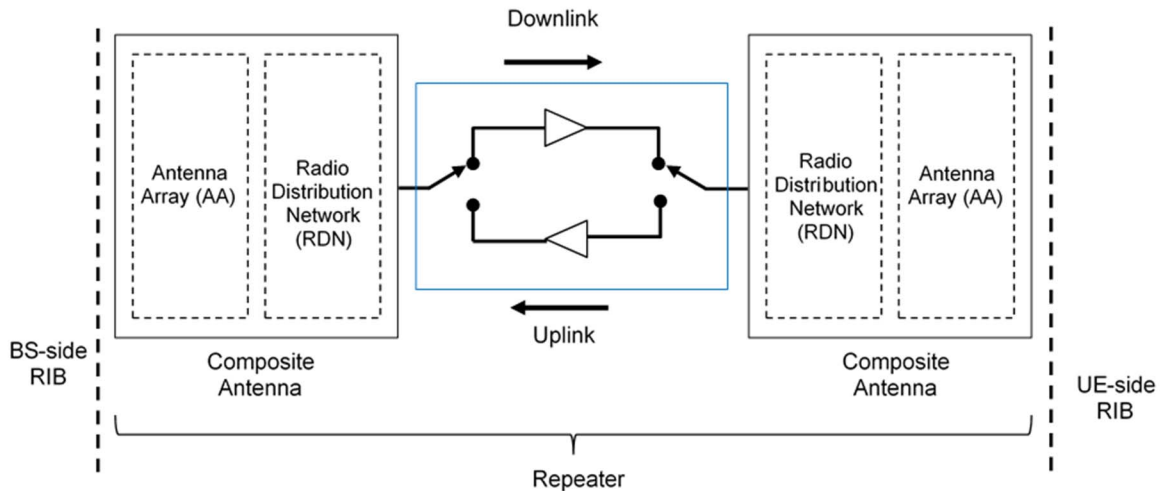 Downlink
Antenna
Array (AA)
Radio
Distribution
Network
(RDN)
Radio
Distribution
Network
(RDN)
Antenna
Array (AA)
Uplink
BS-side
RIB
Composite
Antenna
Composite
Antenna
UE-side
RIB
Repeater